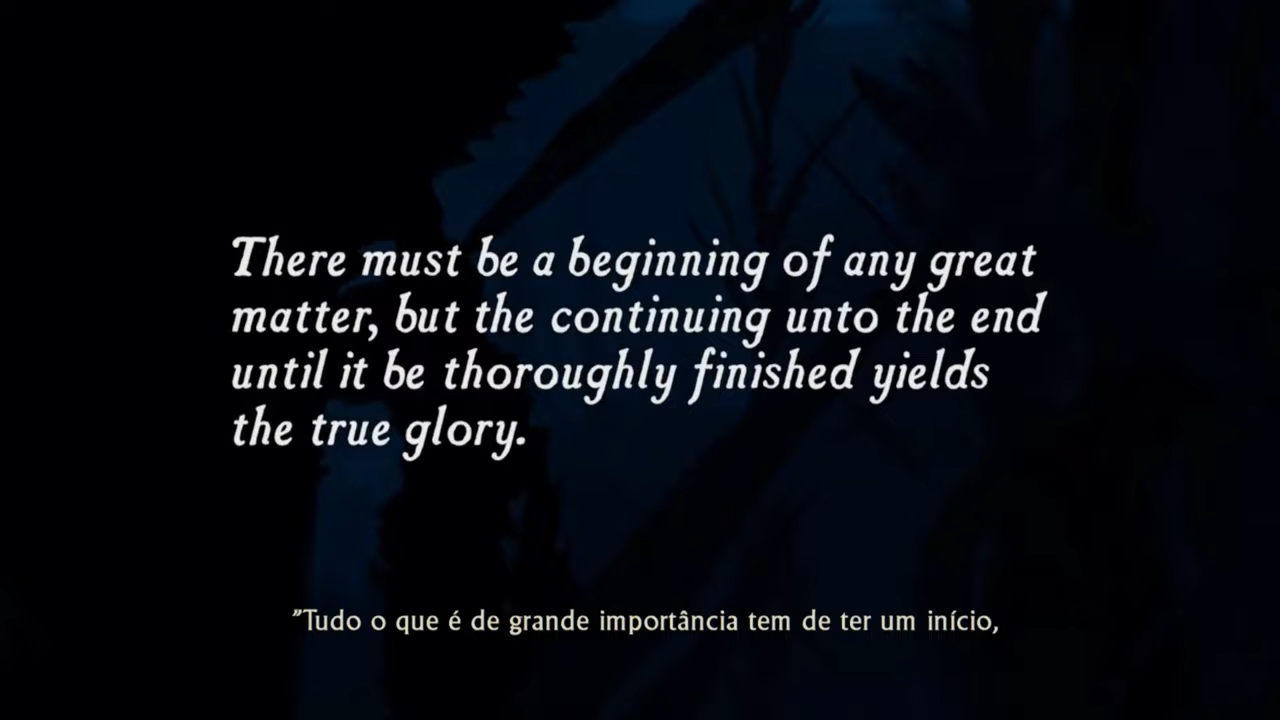 There must be a beginning of any great
matter, but the continuing unto the end
until it be thoroughly finished yields
the true glory.
"Tudo o que é de grande importância tem de ter um início,